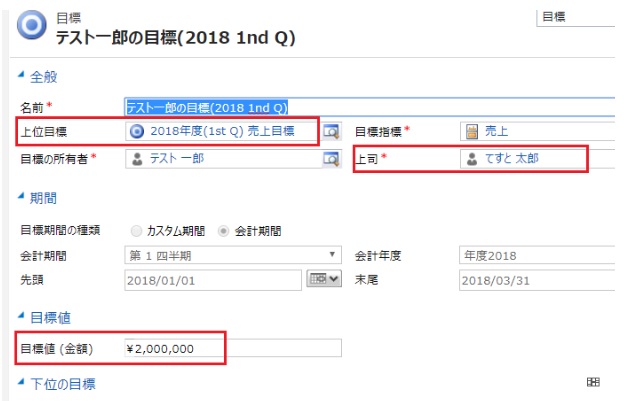 目標
目標
テスト一郎の目標(2018 1nd Q)
全般
名前* テスト一郎の目標(2018 1nd Q)
上位目標 2018年度(1st Q) 売上目標 目標指標* 売上
目標の所有者* テスト 一郎 上司* てすと 太郎
期間
目標期間の種類 カスタム期間 会計期間
会計期間 第 1 四半期 会計年度 年度2018
先頭 2018/01/01 末尾 2018/03/31
目標値
目標値 (金額) ¥2,000,000
下位の目標